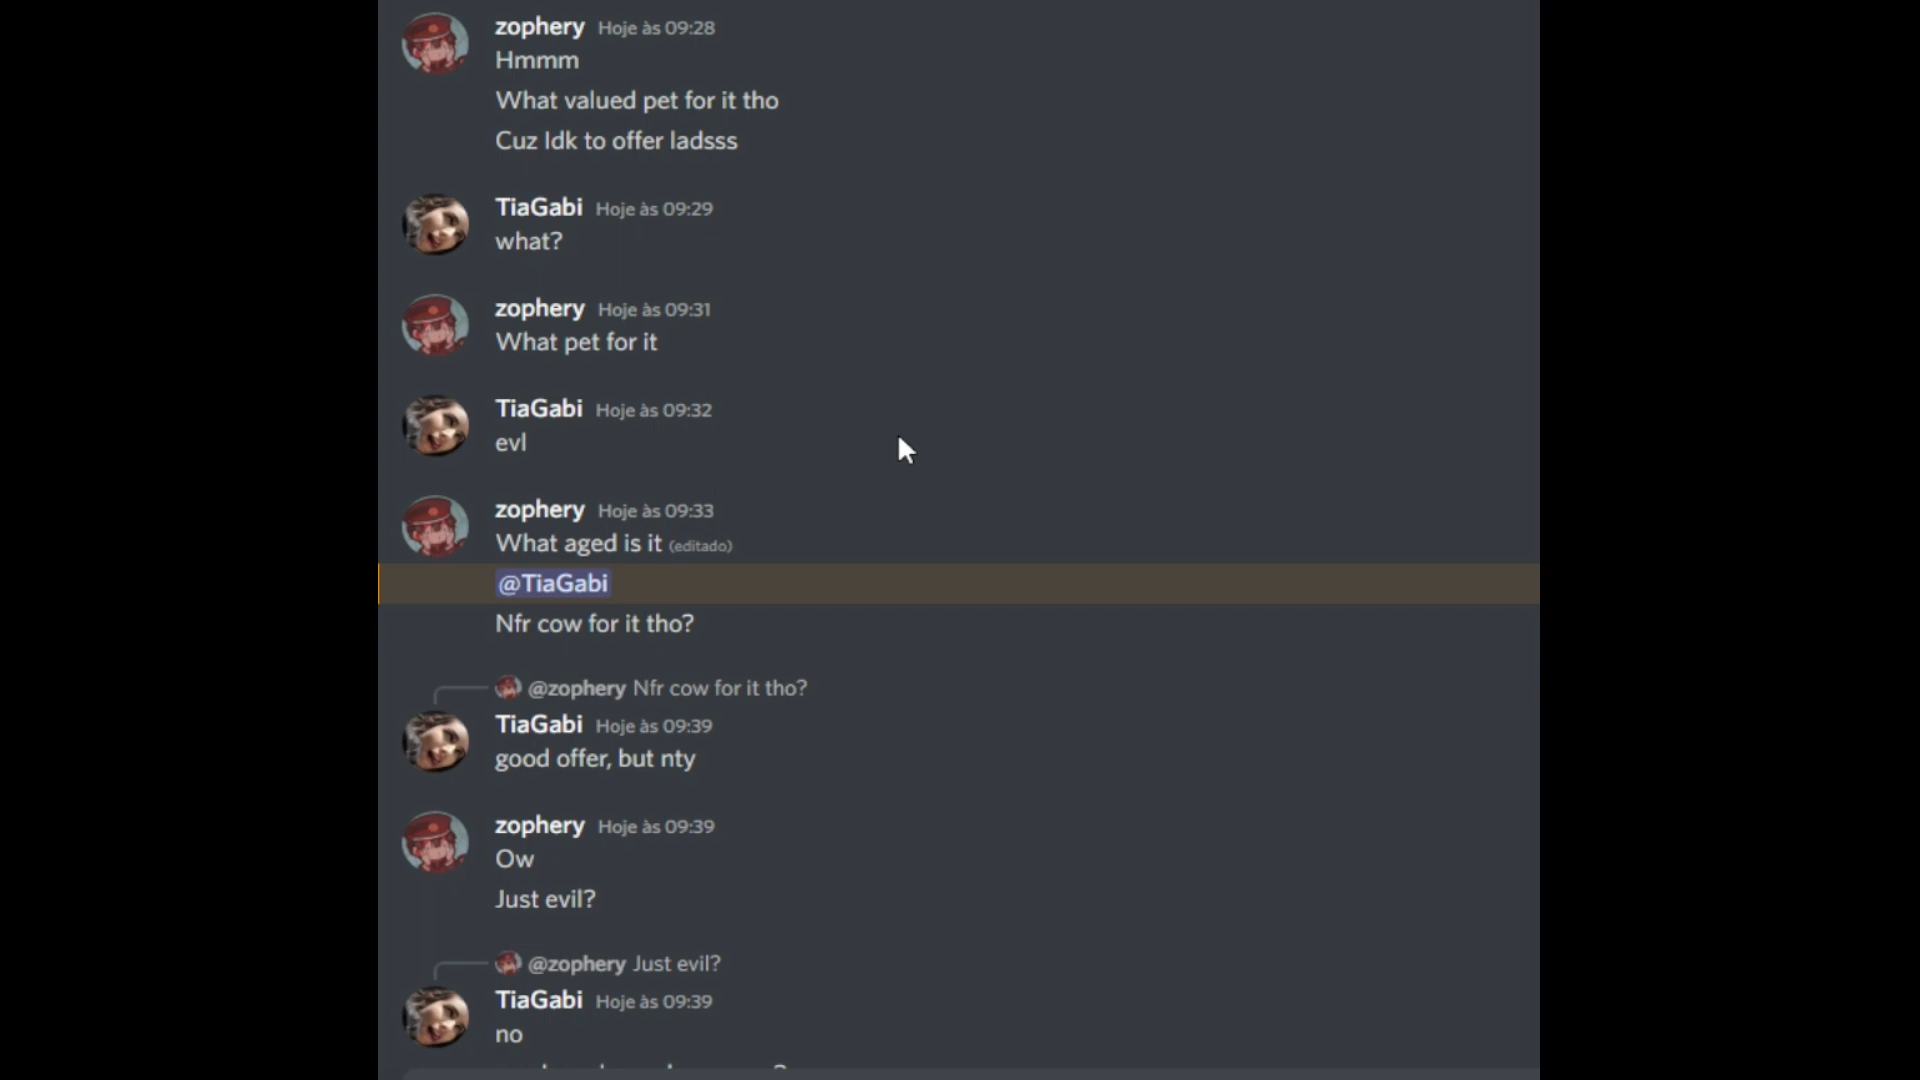 zophery Hoje às 09:28
Hmmm
What valued pet for it tho
Cuz Idk to offer ladsss
TiaGabi Hoje às 09:29
what?
zophery Hoje às 09:31
What pet for it
TiaGabi Hoje às 09:32
evl
zophery Hoje às 09:33
What aged is it (editado)
@TiaGabi
Nfr cow for it tho?
@zophery Nfr cow for it tho?
TiaGabi Hoje às 09:39
good offer, but nty
zophery Hoje às 09:39
Ow
Just evil?
@zophery Just evil?
TiaGabi Hoje às 09:39
no